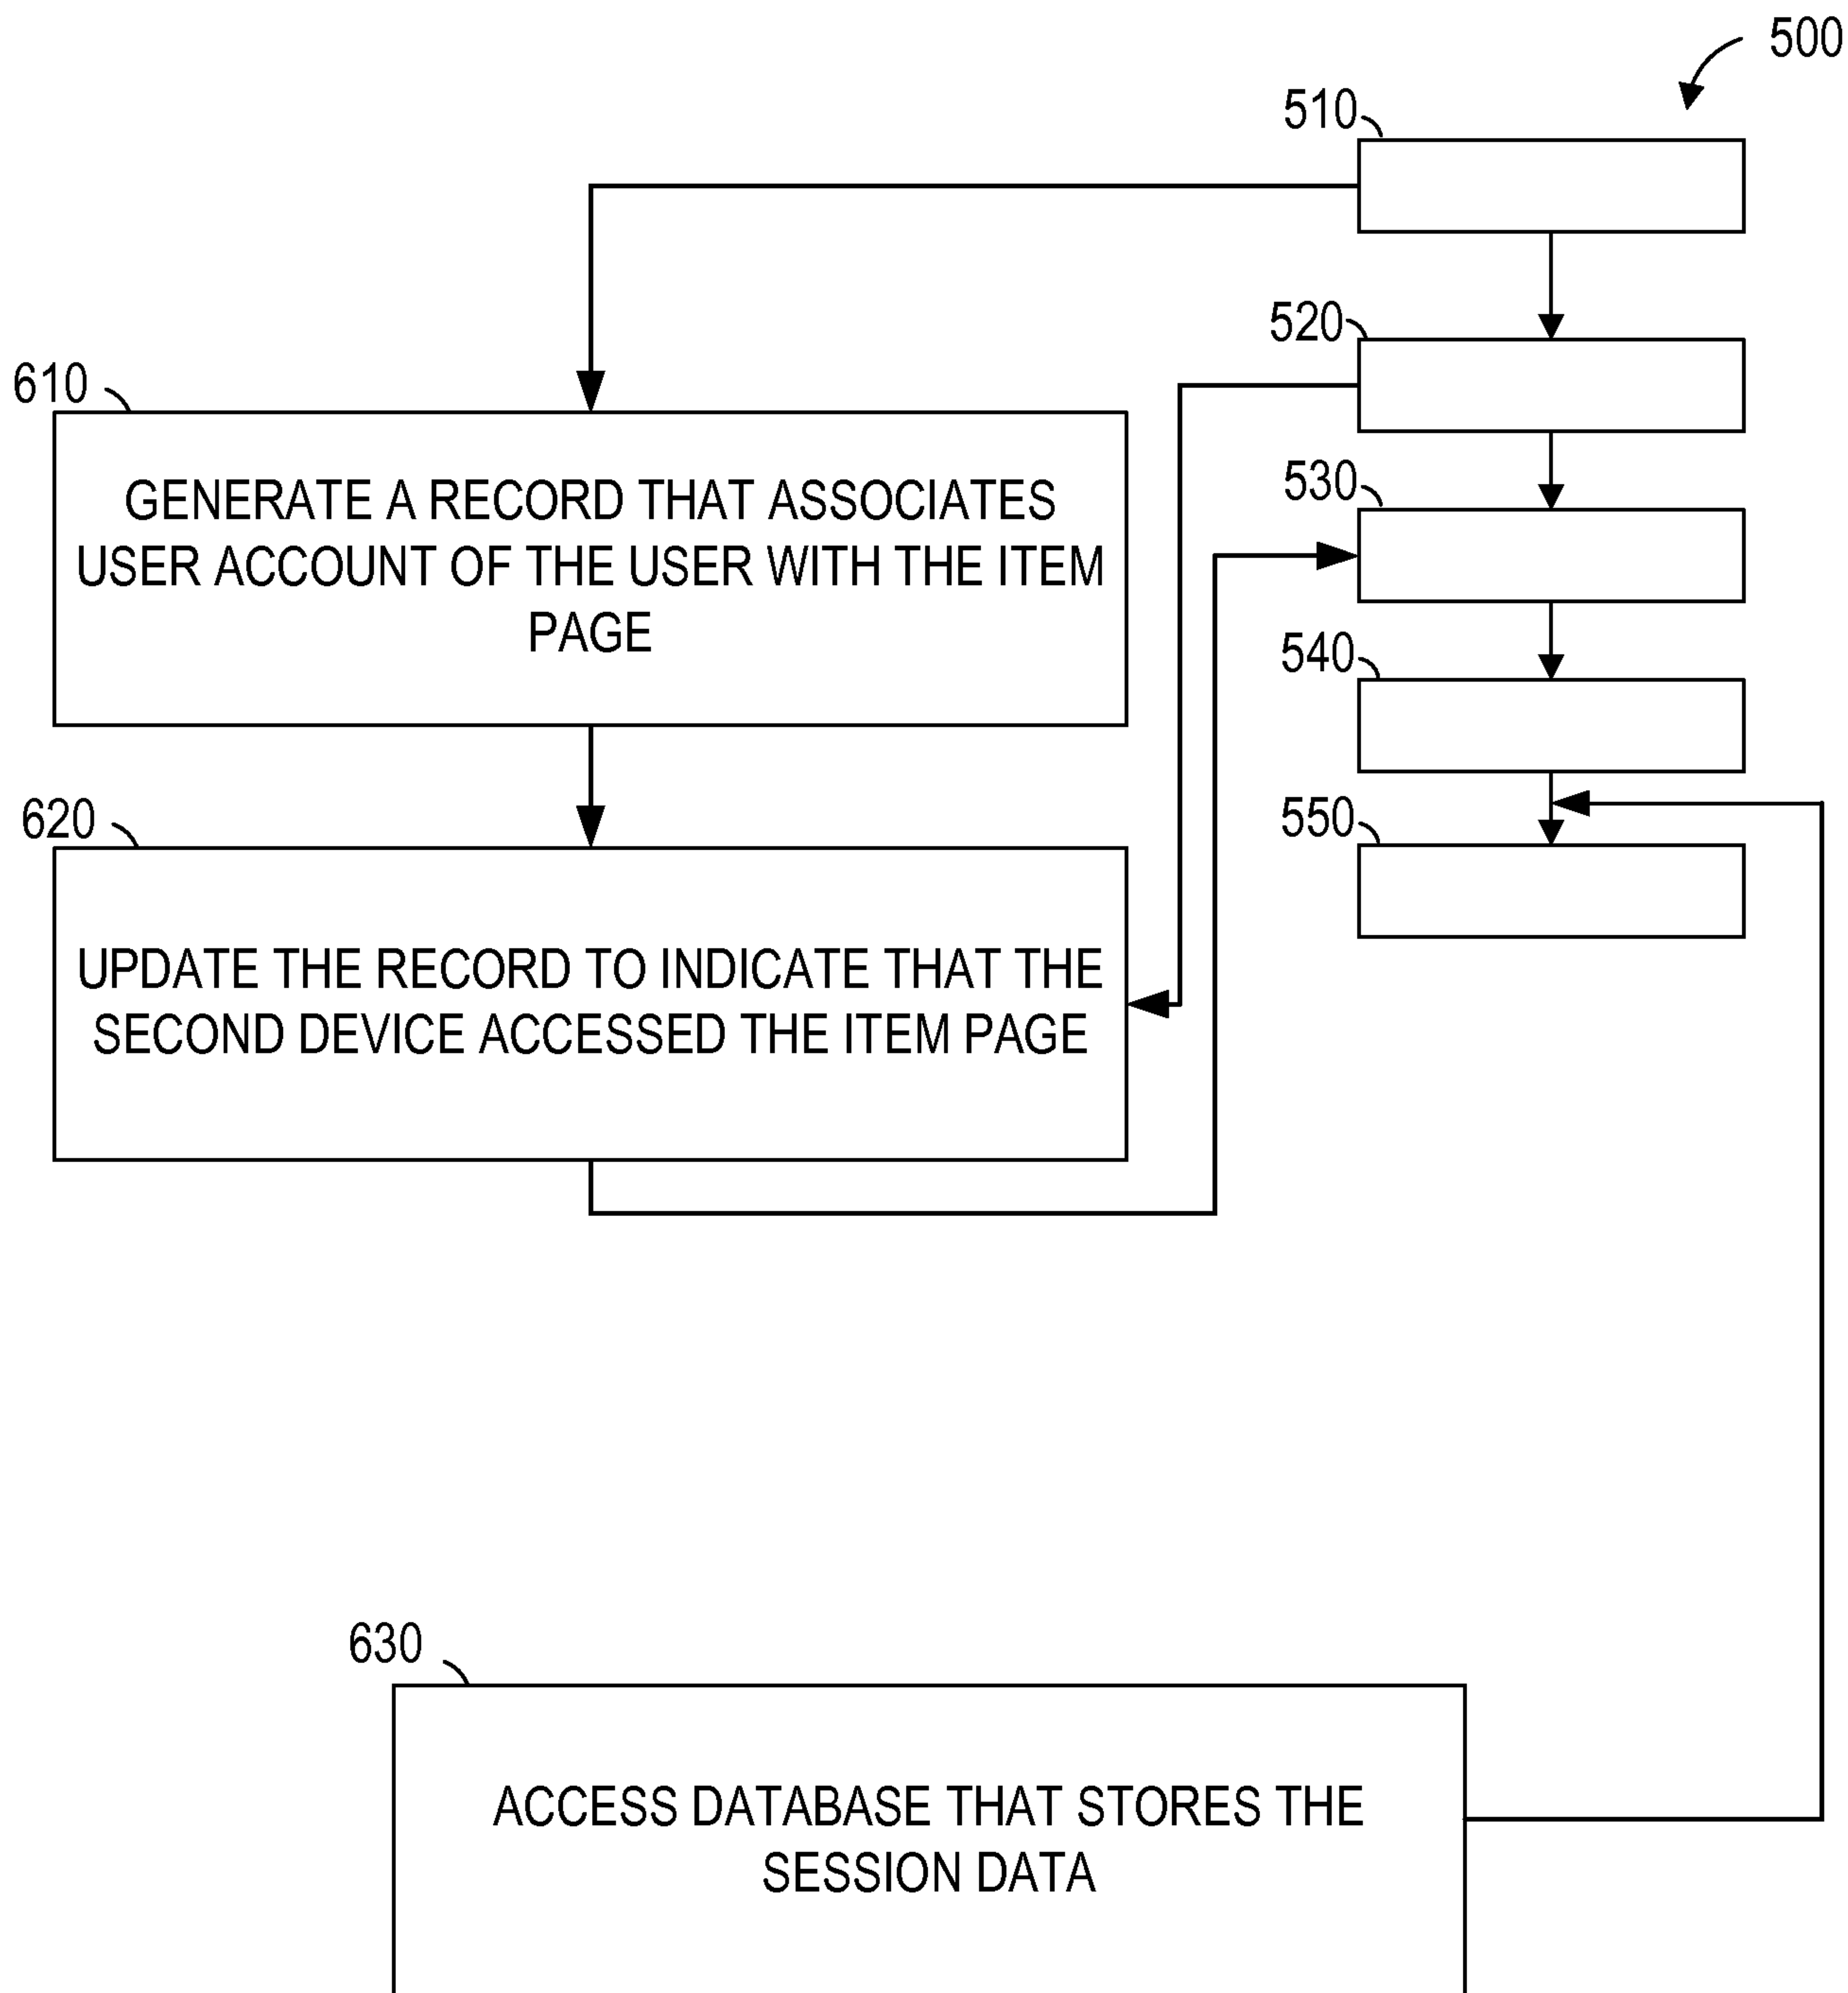 500
510
520
610
GENERATE A RECORD THAT ASSOCIATES
USER ACCOUNT OF THE USER WITH THE ITEM
PAGE
530
540
620
550
UPDATE THE RECORD TO INDICATE THAT THE
SECOND DEVICE ACCESSED THE ITEM PAGE
630
ACCESS DATABASE THAT STORES THE
SESSION DATA